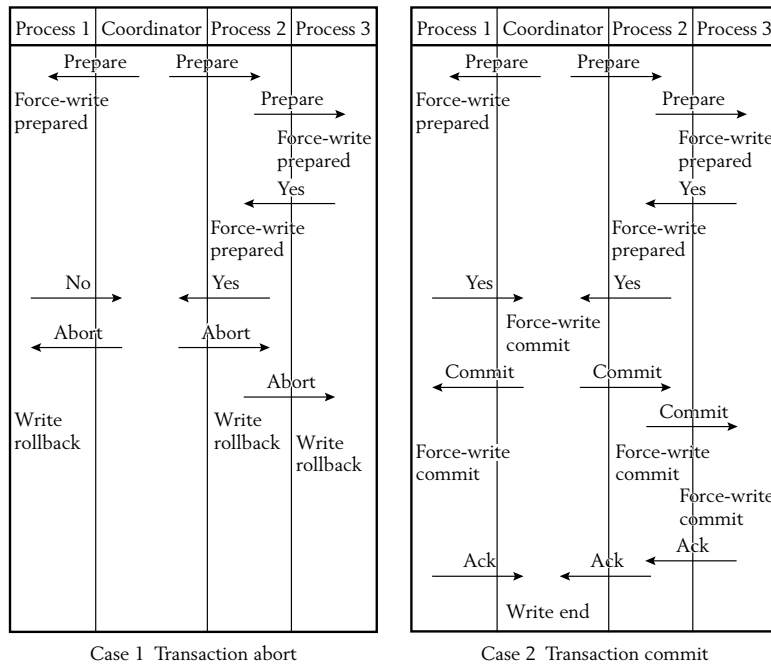 Process 1 Coordinator Process 2 Process 3
Prepare Prepare
Force-write
prepared
Prepare
Force-write
prepared
Yes
Force-write
prepared
No Yes
Abort Abort
Abort
Write
rollback
Write
rollback
Write
rollback
Case 1 Transaction abort
Process 1 Coordinator Process 2 Process 3
Prepare Prepare
Force-write
prepared
Prepare
Force-write
prepared
Yes
Force-write
prepared
Yes Yes
Force-write
commit
Commit Commit
Commit
Force-write
commit
Force-write
commit
Force-write
commit
Ack
Ack Ack
Write end
Case 2 Transaction commit